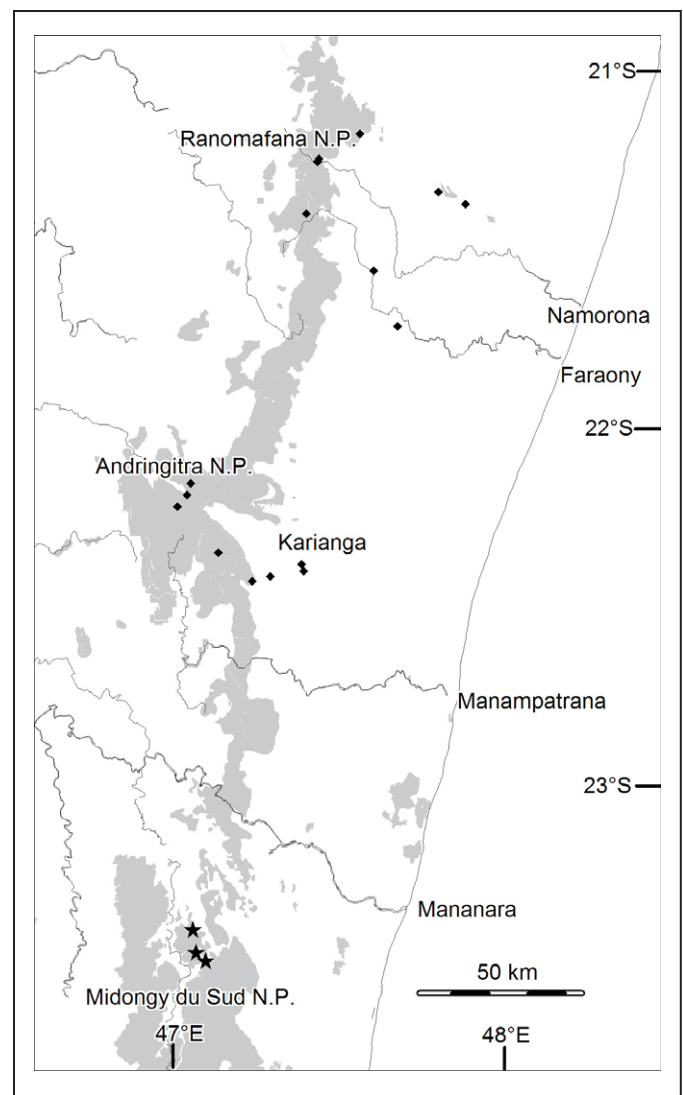 21°S
Ranomafana N.P.
Namorona
Faraony
22°S
Andringitra N.P.
Karianga
Manampatrana
23°S
Mananara
50 km
Midongy du Sud N.P.
47°E
48°E